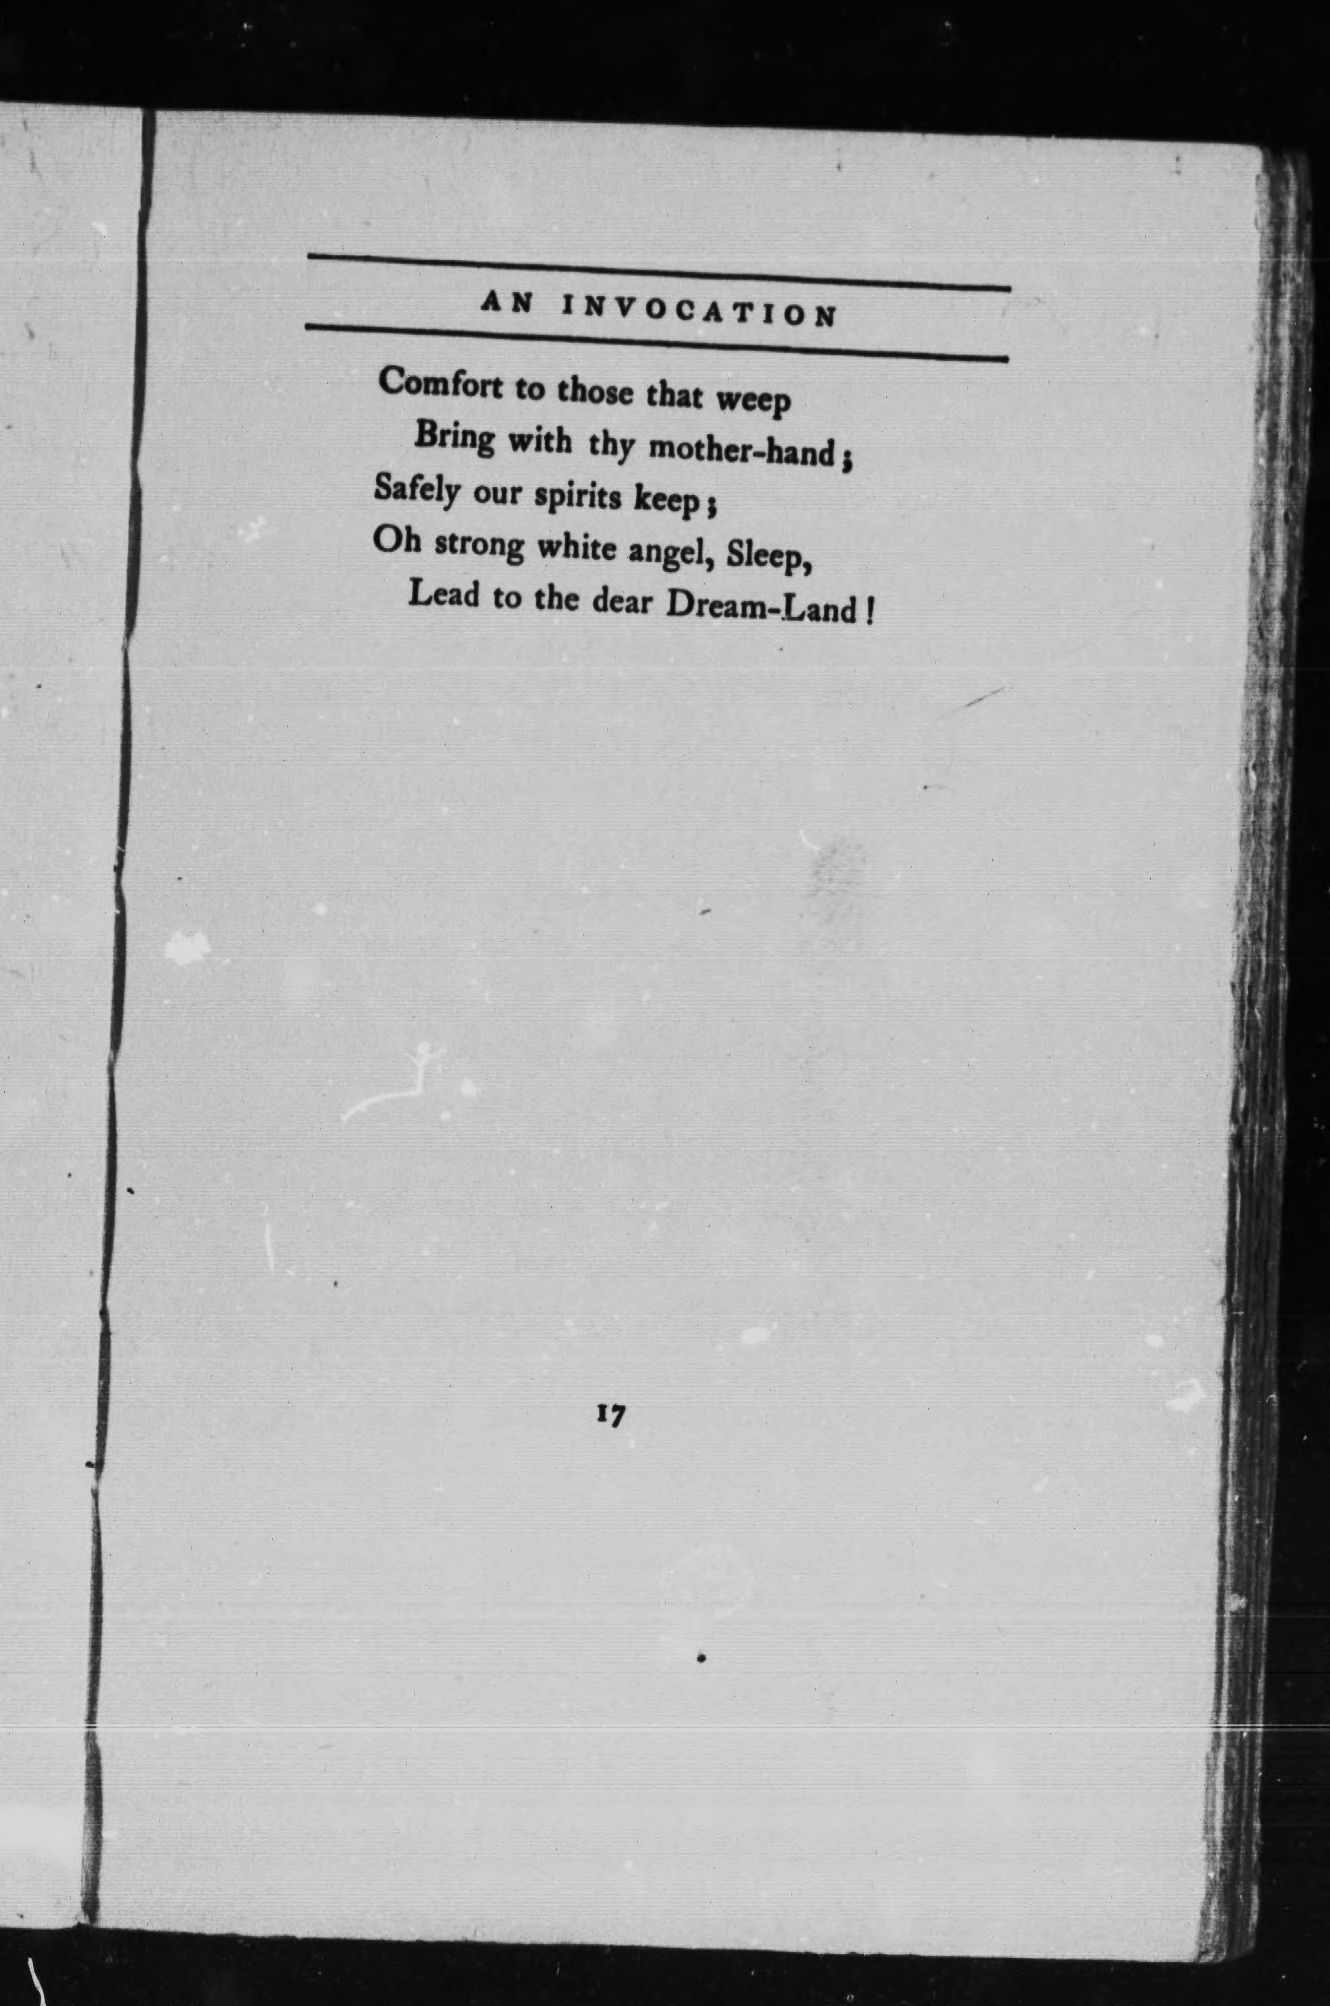 AN INVOCATION
Comfort to those that weep
Bring with thy mother-hand;
Safely our spirits keep;
Oh strong white angel, Sleep,
Lead to the dear Dream-Land!
17